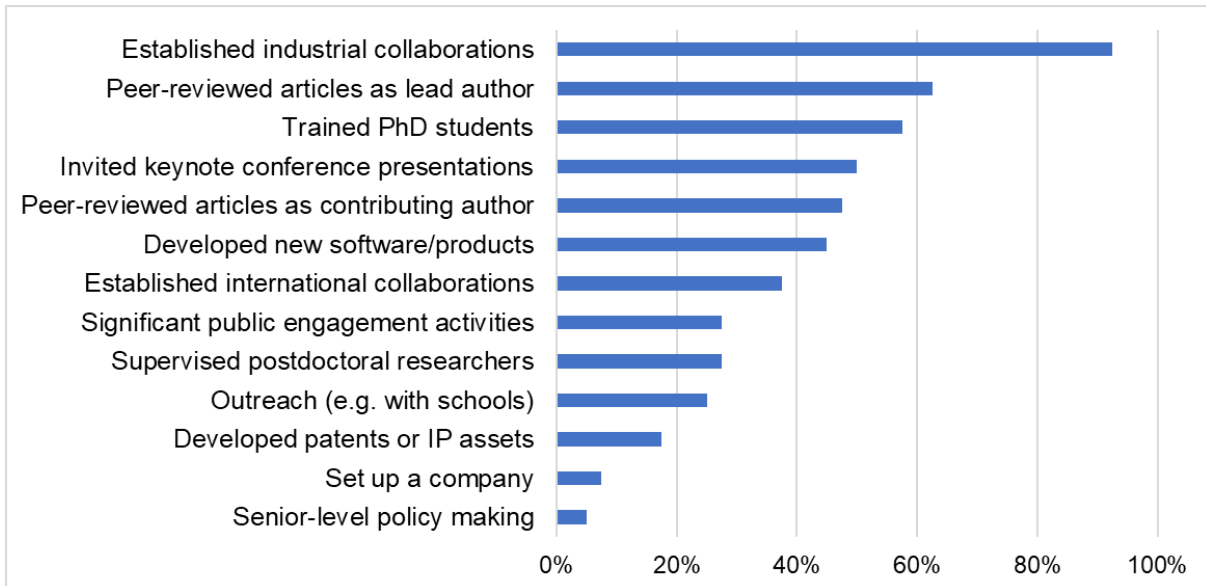 Established industrial collaborations
Peer-reviewed articles as lead author
Trained PhD students
Invited keynote conference presentations
Peer-reviewed articles as contributing author
Developed new software/products
Established international collaborations
Significant public engagement activities
Supervised postdoctoral researchers
Outreach (e.g. with schools)
Developed patents or IP assets
Set up a company
Senior-level policy making
0% 20% 40% 60% 80% 100%